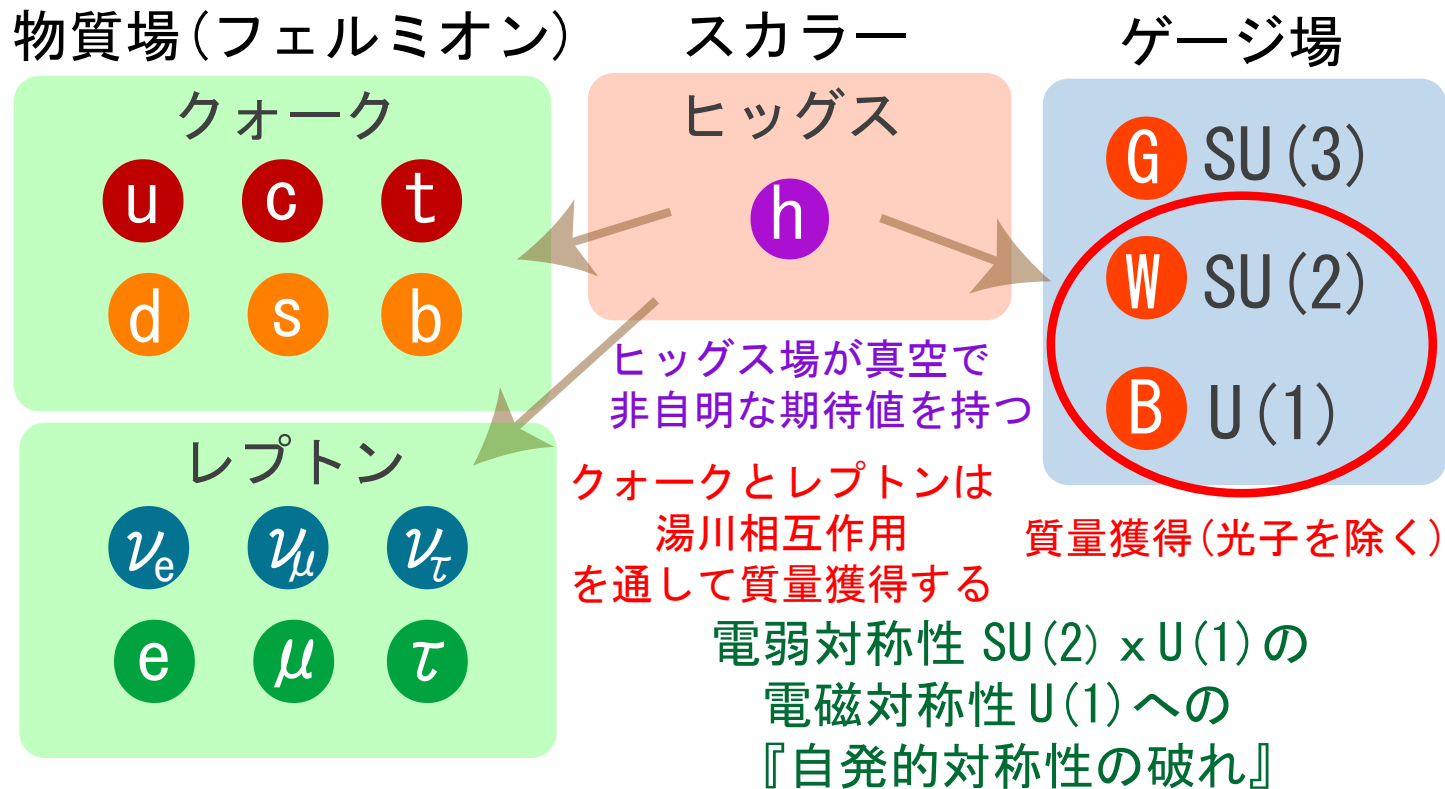 物質場(フェルミオン)
クォーク
u c t
d s b
レプトン
νe νμ ντ
e μ τ
スカラー
ヒッグス
h
ヒッグス場が真空で
非自明な期待値を持つ
クォークとレプトンは
湯川相互作用
を通して質量獲得する
ゲージ場
G SU(3)
W SU(2)
B U(1)
質量獲得(光子を除く)
電弱対称性 SU(2) x U(1)の
電磁対称性U(1)への
『自発的対称性の破れ』